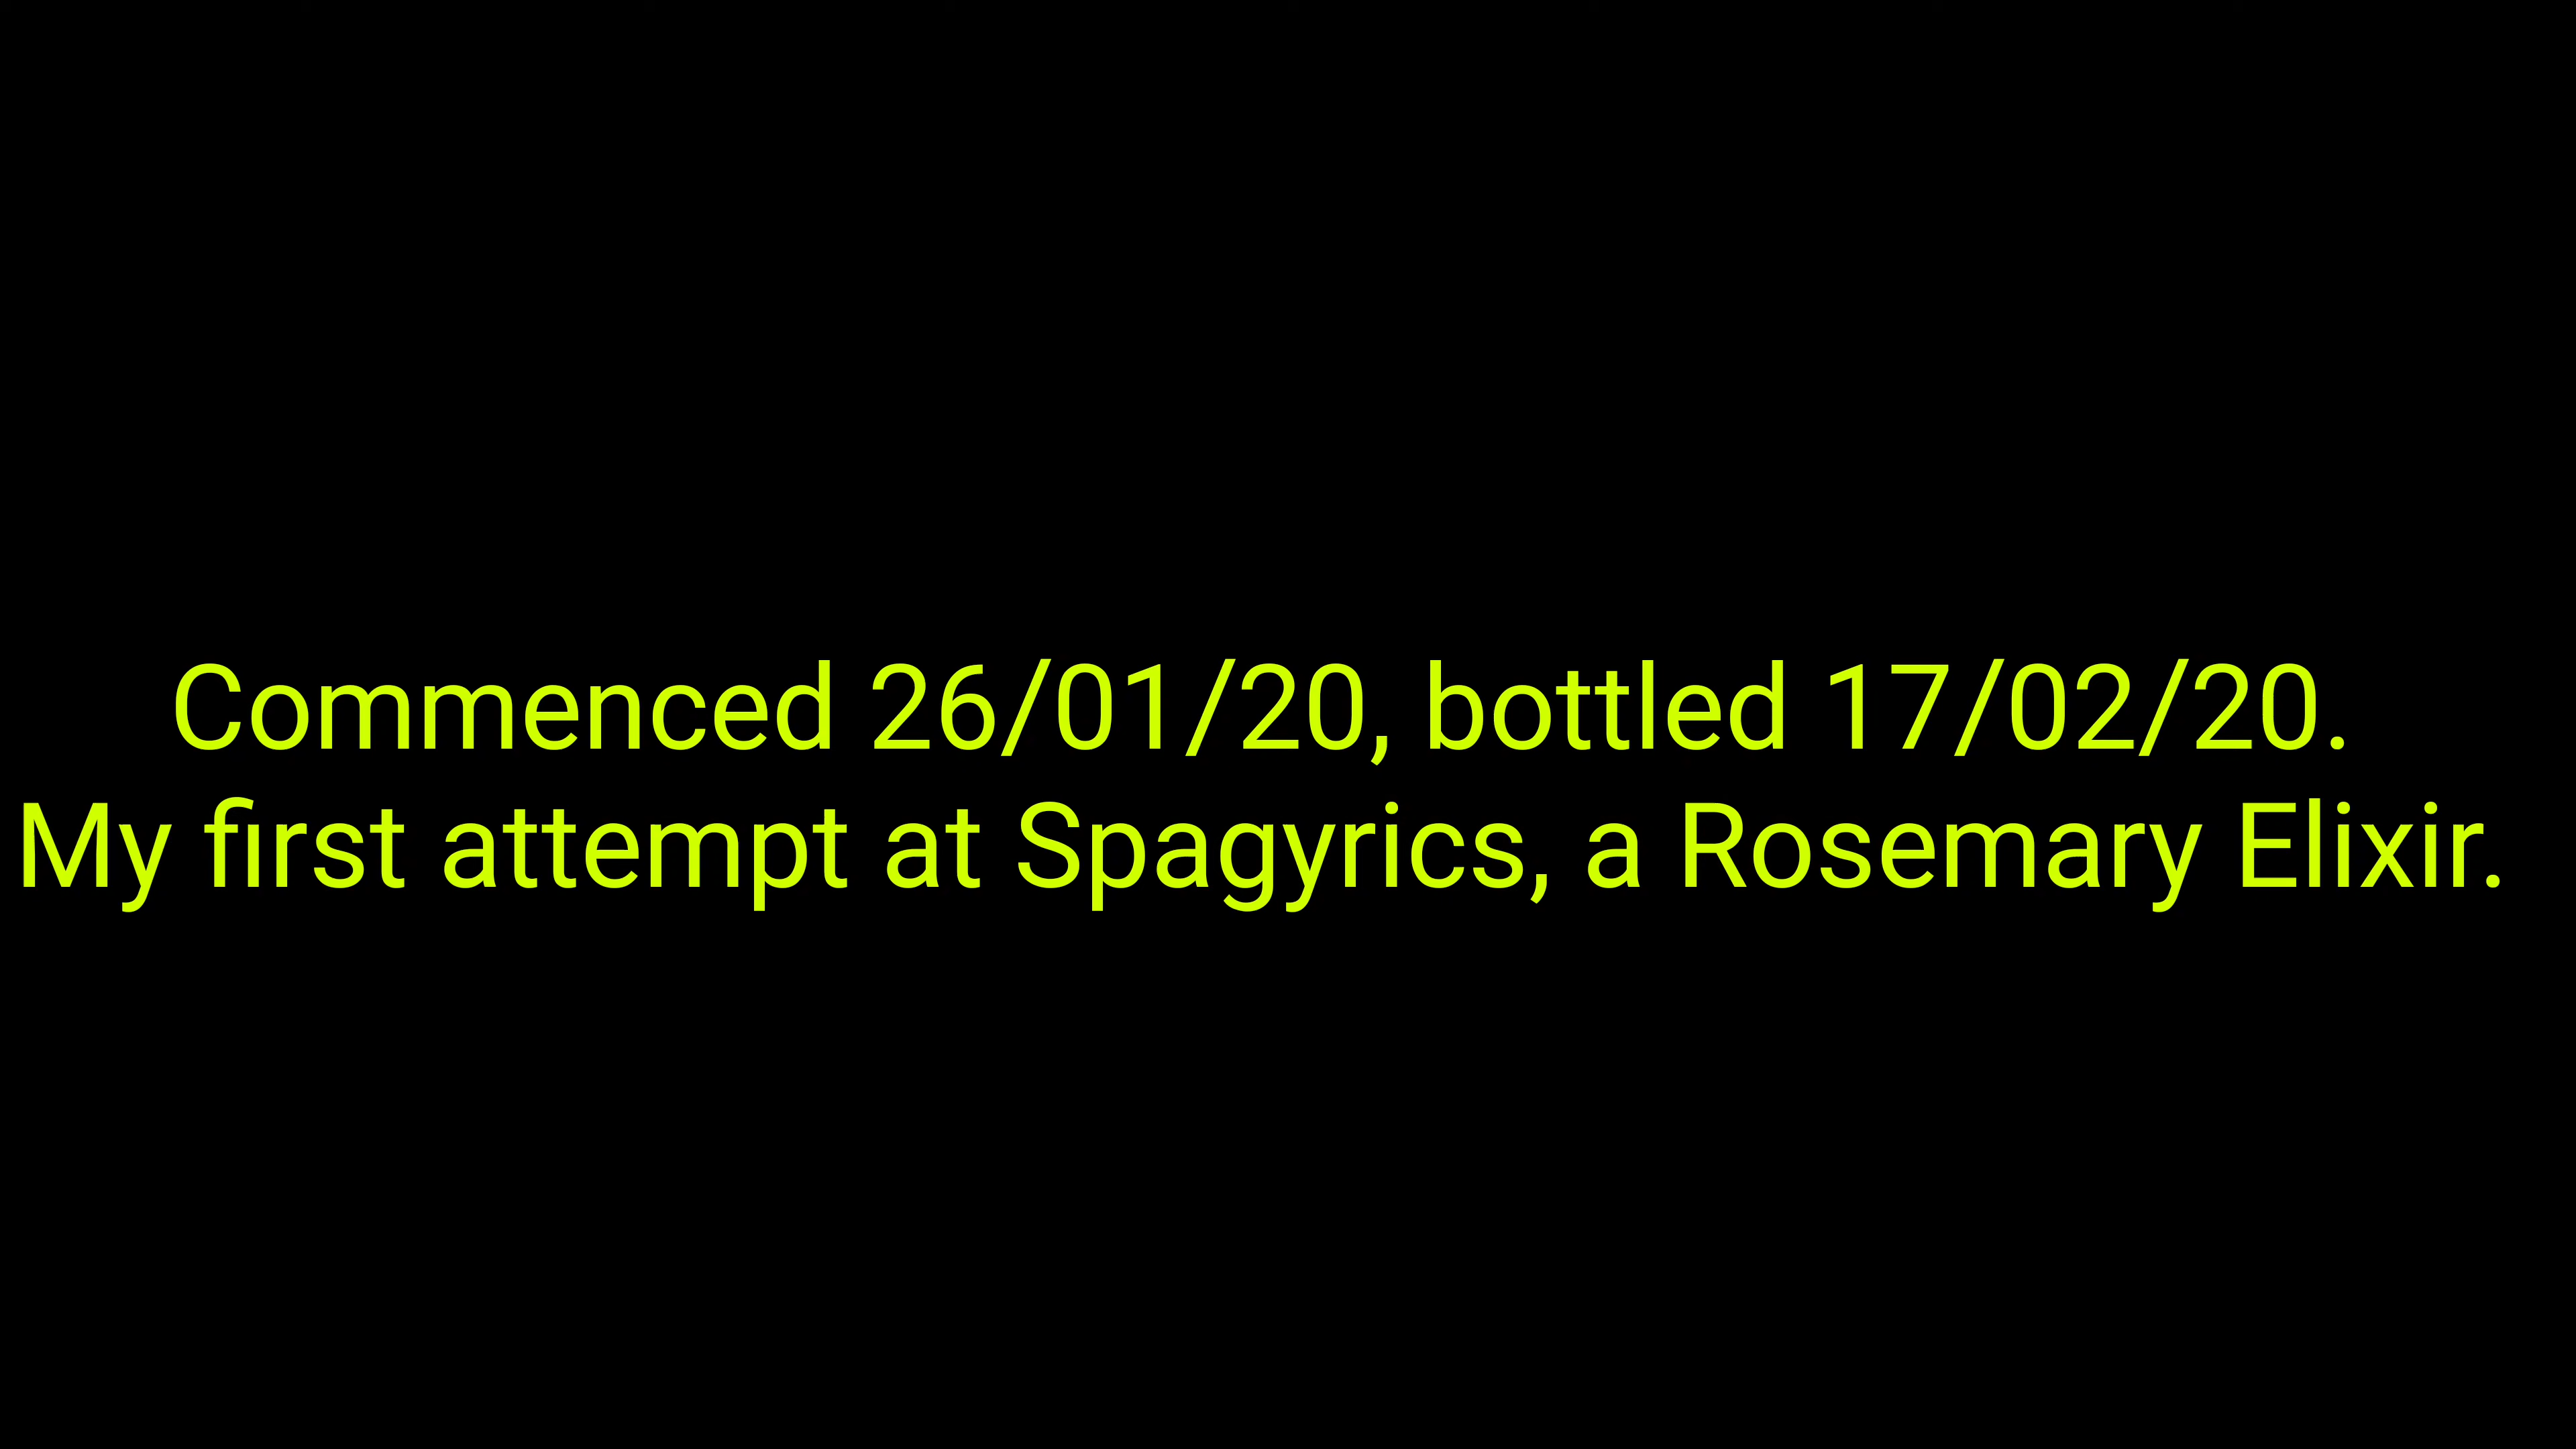 Commenced 26/01/20, bottled 17/02/20.
My first attempt at Spagyrics, a Rosemary Elixir.